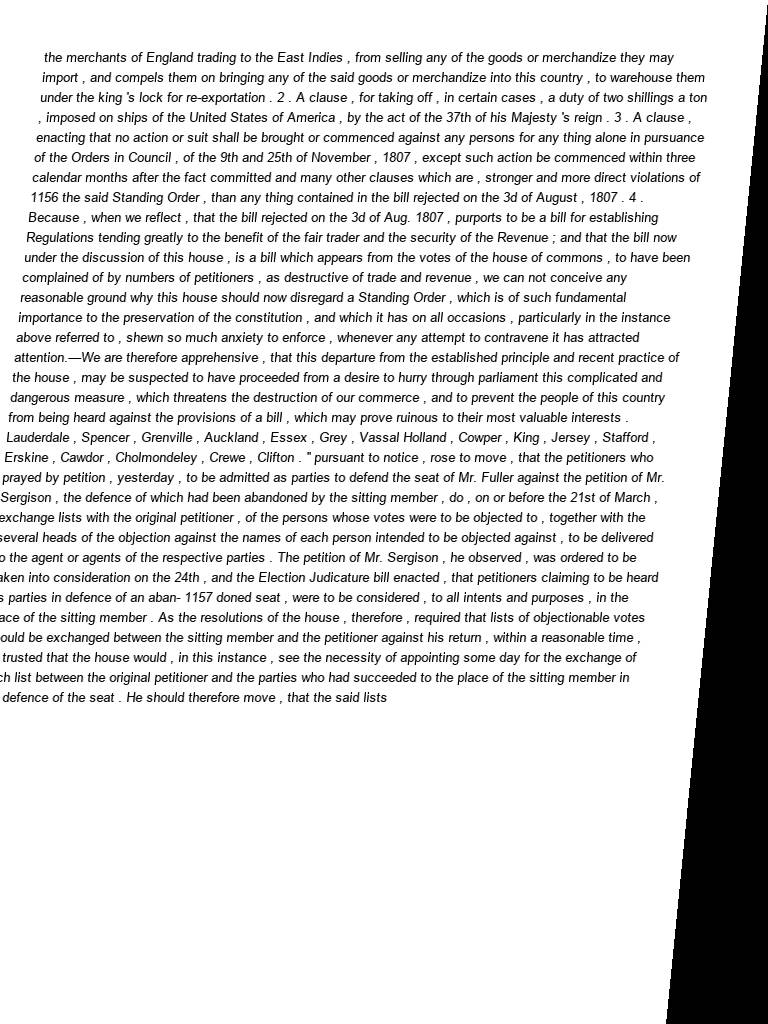 the merchants of England trading to the East Indies , from selling any of the goods or merchandize they may
import , and compels them on bringing any of the said goods or merchandize into this country , to warehouse them
under the king 's lock for re-exportation . 2 . A clause , for taking off , in certain cases , a duty of two shillings a ton
, imposed on ships of the United States of America , by the act of the 37th of his Majesty 's reign . 3 . A clause ,
enacting that no action or suit shall be brought or commenced against any persons for any thing alone in pursuance
of the Orders in Council , of the 9th and 25th of November , 1807 , except such action be commenced within three
calendar months after the fact committed and many other clauses which are , stronger and more direct violations of
1156 the said Standing Order , than any thing contained in the bill rejected on the 3d of August , 1807 . 4 .
Because , when we reflect , that the bill rejected on the 3d of Aug. 1807 , purports to be a bill for establishing
Regulations tending greatly to the benefit of the fair trader and the security of the Revenue ; and that the bill now
under the discussion of this house , is a bill which appears from the votes of the house of commons , to have been
complained of by numbers of petitioners , as destructive of trade and revenue , we can not conceive any
reasonable ground why this house should now disregard a Standing Order , which is of such fundamental
importance to the preservation of the constitution , and which it has on all occasions , particularly in the instance
above referred to , shewn so much anxiety to enforce , whenever any attempt to contravene it has attracted
attention.—We are therefore apprehensive , that this departure from the established principle and recent practice of
the house , may be suspected to have proceeded from a desire to hurry through parliament this complicated and
dangerous measure , which threatens the destruction of our commerce , and to prevent the people of this country
from being heard against the provisions of a bill , which may prove ruinous to their most valuable interests .
Lauderdale , Spencer , Grenville , Auckland , Essex , Grey , Vassal Holland , Cowper , King , Jersey , Stafford ,
Erskine , Cawdor , Cholmondeley , Crewe , Clifton . " pursuant to notice , rose to move , that the petitioners who
prayed by petition , yesterday , to be admitted as parties to defend the seat of Mr. Fuller against the petition of Mr.
Sergison , the defence of which had been abandoned by the sitting member , do , on or before the 21st of March ,
exchange lists with the original petitioner , of the persons whose votes were to be objected to , together with the
several heads of the objection against the names of each person intended to be objected against , to be delivered
o the agent or agents of the respective parties . The petition of Mr. Sergison , he observed , was ordered to be
aken into consideration on the 24th , and the Election Judicature bill enacted , that petitioners claiming to be heard
s parties in defence of an aban- 1157 doned seat , were to be considered , to all intents and purposes , in the
ace of the sitting member . As the resolutions of the house , therefore , required that lists of objectionable votes
ould be exchanged between the sitting member and the petitioner against his return , within a reasonable time ,
trusted that the house would , in this instance , see the necessity of appointing some day for the exchange of
ch list between the original petitioner and the parties who had succeeded to the place of the sitting member in
defence of the seat . He should therefore move , that the said lists